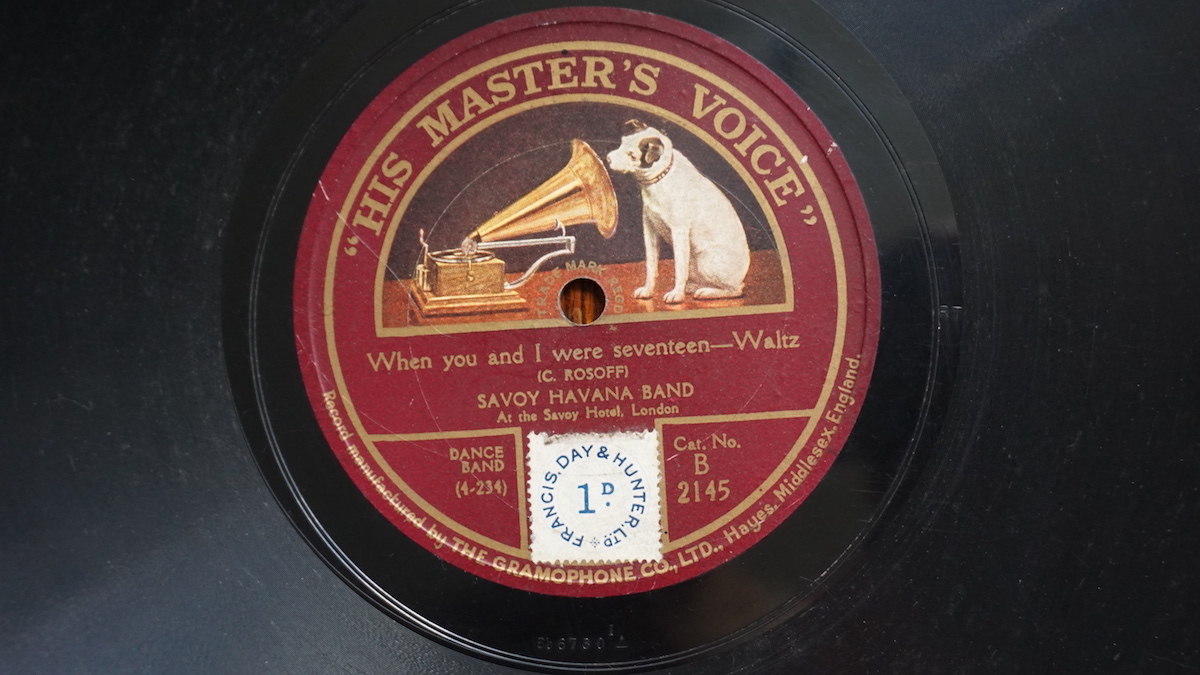 “HIS MASTER'S VOICE”
TRADE MARK REGD
When you and I were seventeen—Waltz
(C. ROSOFF)
SAVOY HAVANA BAND
At the Savoy Hotel, London
DANCE
BAND
(4-234)
FRANCIS, DAY & HUNTER, LTD.
1D.
Cat. No.
B
2145
Record manufactured by THE GRAMOPHONE CO., LTD., Hayes, Middlesex, England.